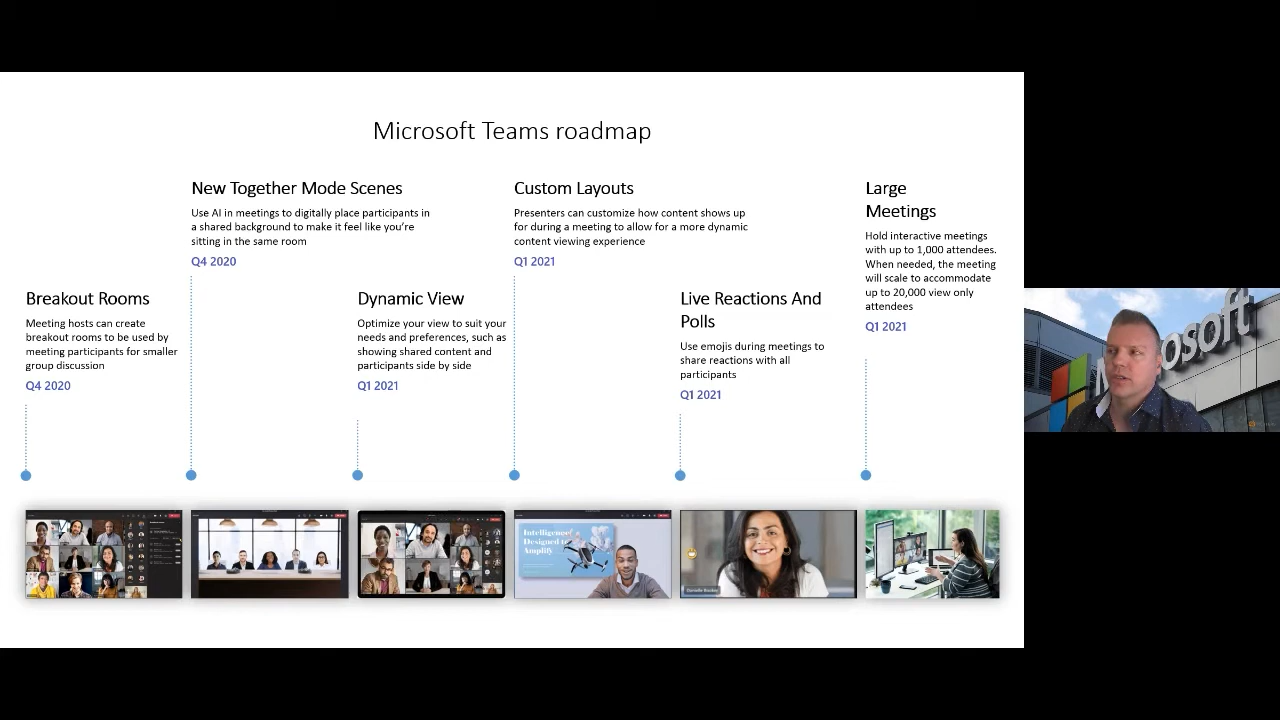 Microsoft Teams roadmap
New Together Mode Scenes
Use AI in meetings to digitally place participants in
a shared background to make it feel like you’re
sitting in the same room
Q4 2020
Custom Layouts
Presenters can customize how content shows up
for during a meeting to allow for a more dynamic
content viewing experience
Q1 2021
Large
Meetings
Hold interactive meetings
with up to 1,000 attendees.
When needed, the meeting
will scale to accommodate
up to 20,000 view only
attendees
Q1 2021
Breakout Rooms
Meeting hosts can create
breakout rooms to be used by
meeting participants for smaller
group discussion
Q4 2020
Dynamic View
Optimize your view to suit your
needs and preferences, such as
showing shared content and
participants side by side
Q1 2021
Live Reactions And
Polls
Use emojis during meetings to
share reactions with all
participants
Q1 2021
Intelligence
Designed to
Amplify
osoft